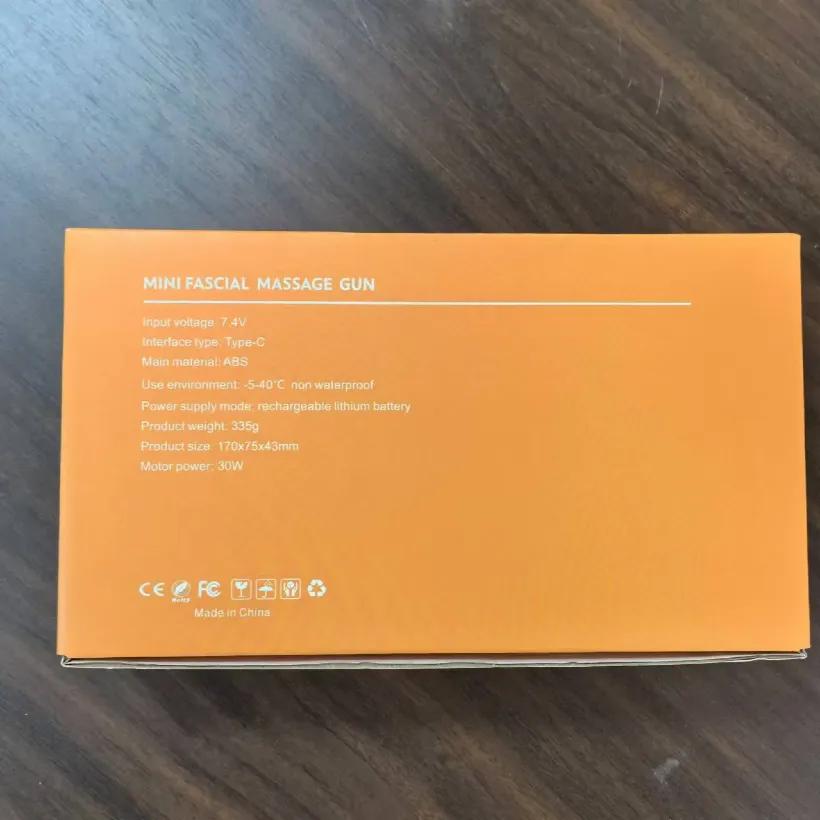 MINI FASCIAL MASSAGE GUN
Input voltage: 7.4V
Interface type: Type-C
Main material: ABS
Use environment: -5-40℃ non waterproof
Power supply mode: rechargeable lithium battery
Product weight: 335g
Product size: 170x75x43mm
Motor power: 30W
CE RoHS FC
Made in China